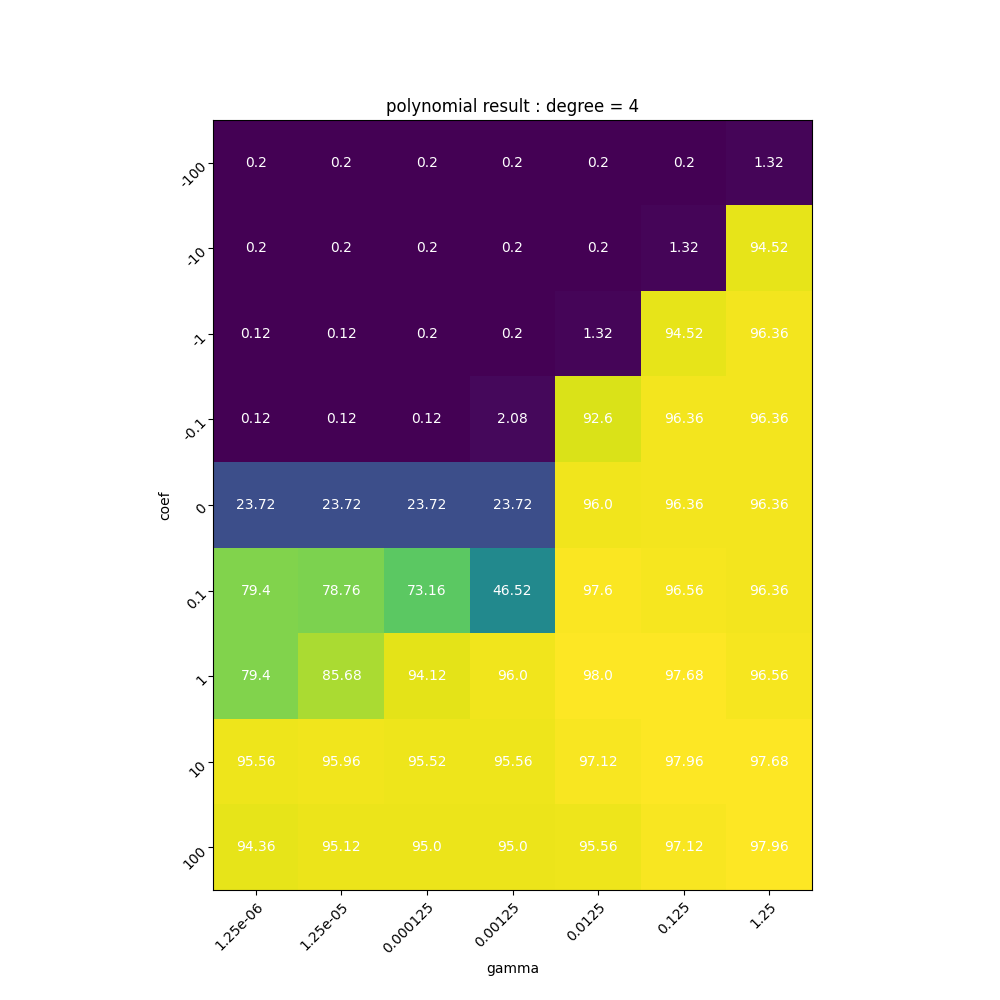 polynomial result : degree = 4
-100 0.2 0.2 0.2 0.2 0.2 0.2 1.32
-10 0.2 0.2 0.2 0.2 0.2 1.32 94.52
-1 0.12 0.12 0.2 0.2 1.32 94.52 96.36
-0.1 0.12 0.12 0.12 2.08 92.6 96.36 96.36
coef
0 23.72 23.72 23.72 23.72 96.0 96.36 96.36
0.1 79.4 78.76 73.16 46.52 97.6 96.56 96.36
1 79.4 85.68 94.12 96.0 98.0 97.68 96.56
10 95.56 95.96 95.52 95.56 97.12 97.96 97.68
100 94.36 95.12 95.0 95.0 95.56 97.12 97.96
1.25e-06 1.25e-05 0.000125 0.00125 0.0125 0.125 1.25
gamma